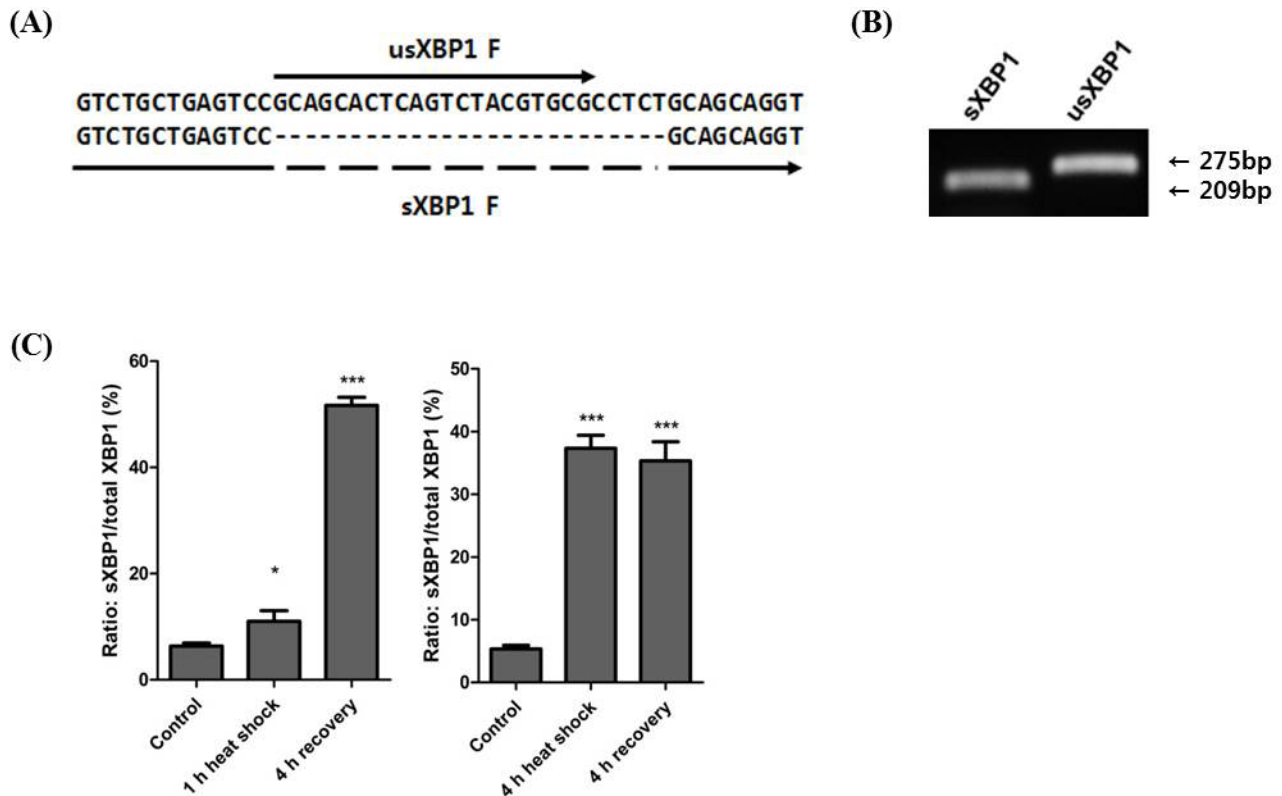 (A)
usXBP1 F
GTCTGCTGAGTCCGCAGCACTCAGTCTACGTGCGCCTCTGCAGCAGGT
GTCTGCTGAGTCC--------------------------GCAGCAGGT
sXBP1 F
(B)
sXBP1
usXBP1
← 275bp
← 209bp
(C)
Ratio: sXBP1/total XBP1 (%)
60
40
20
0
***
*
Control
1 h heat shock
4 h recovery
Ratio: sXBP1/total XBP1 (%)
50
40
30
20
10
0
***
***
Control
4 h heat shock
4 h recovery